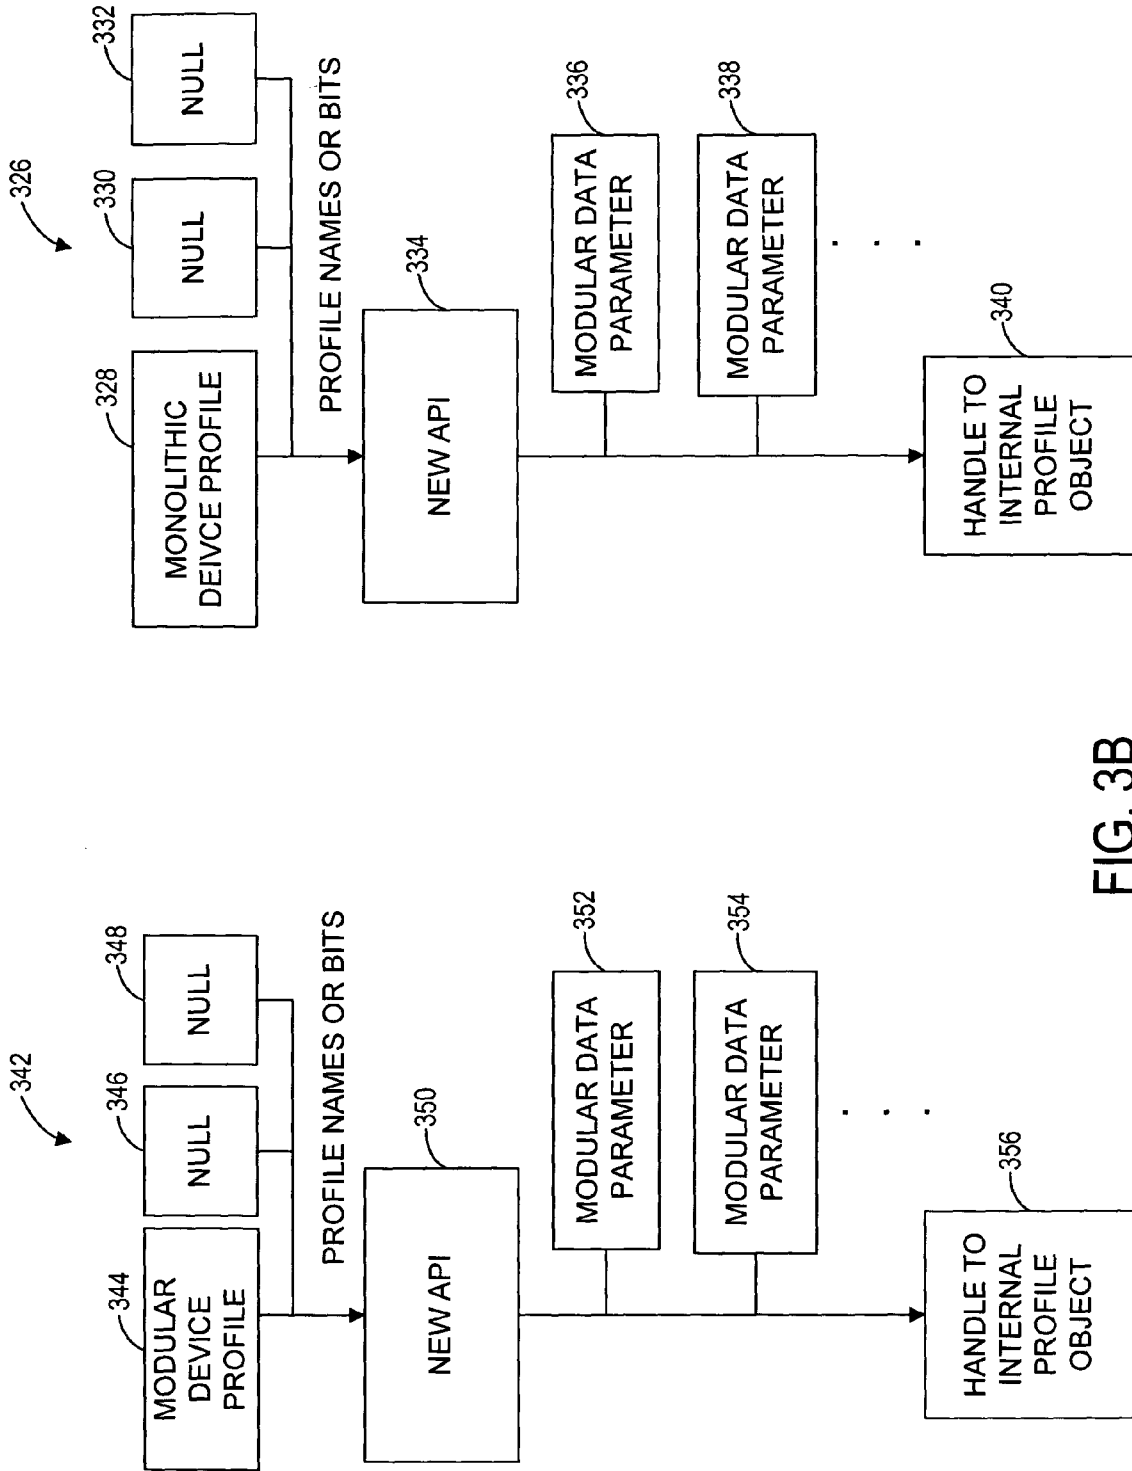 342
344
MODULAR
DEVICE
PROFILE
346
NULL
348
NULL
PROFILE NAMES OR BITS
350
NEW API
352
MODULAR DATA
PARAMETER
354
MODULAR DATA
PARAMETER
. . .
356
HANDLE TO
INTERNAL
PROFILE
OBJECT
326
328
MONOLITHIC
DEIVCE PROFILE
330
NULL
332
NULL
PROFILE NAMES OR BITS
334
NEW API
336
MODULAR DATA
PARAMETER
338
MODULAR DATA
PARAMETER
. . .
340
HANDLE TO
INTERNAL
PROFILE
OBJECT
FIG. 3B